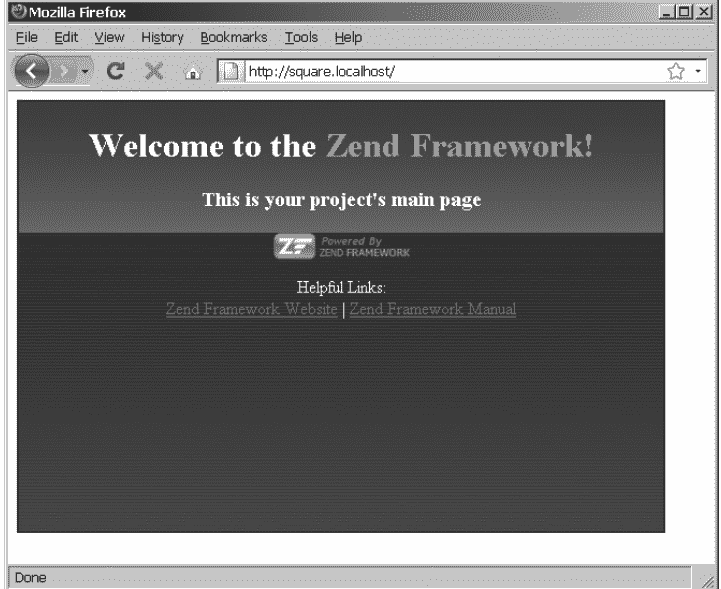 Mozilla Firefox
File Edit View History Bookmarks Tools Help
http://square.localhost/
Welcome to the Zend Framework!
This is your project's main page
ZF Powered By
ZEND FRAMEWORK
Helpful Links:
Zend Framework Website | Zend Framework Manual
Done